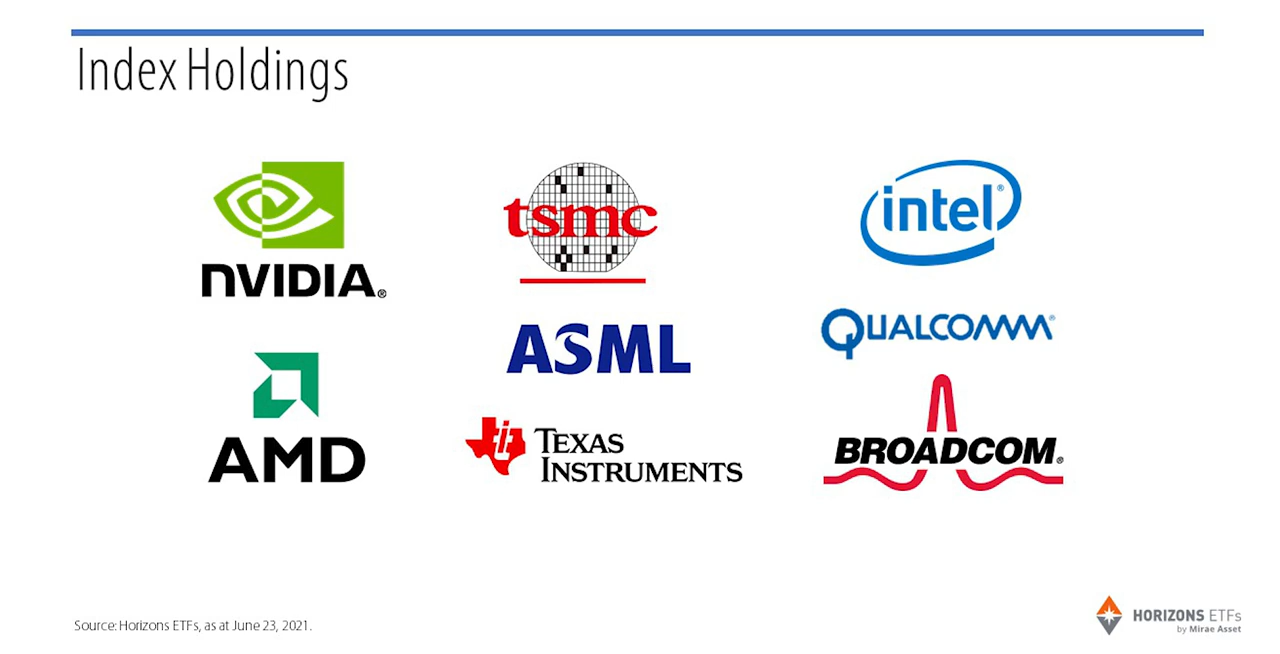 Index Holdings
nVIDIA®
tsmc
intel®
ASML
QUALCOMM®
AMD
ti TEXAS
INSTRUMENTS
BROADCOM®
Source: Horizons ETFs, as at June 23, 2021.
HORIZONS ETFs
by Mirae Asset